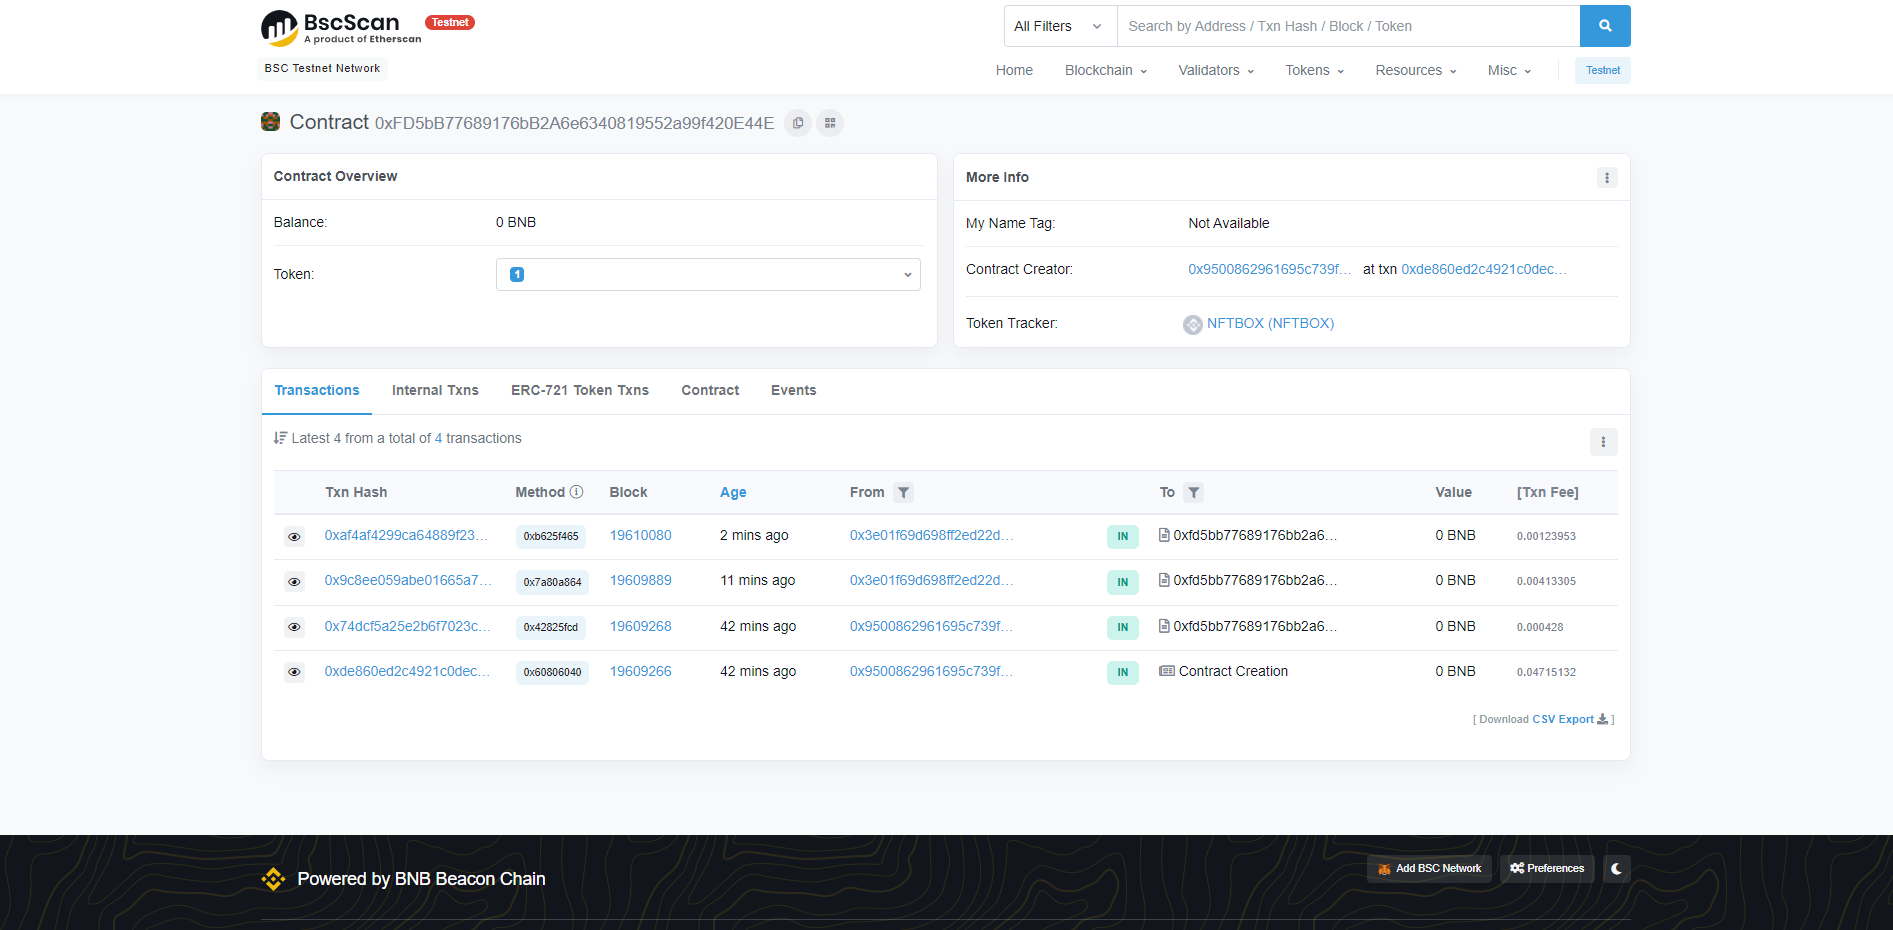 BscScan Testnet
A product of Etherscan
All Filters Search by Address / Txn Hash / Block / Token
BSC Testnet Network
Home Blockchain Validators Tokens Resources Misc Testnet
Contract 0xFD5bB77689176bB2A6e6340819552a99f420E44E
Contract Overview
Balance: 0 BNB
Token: 1
More Info
My Name Tag: Not Available
Contract Creator: 0x9500862961695c739f... at txn 0xde860ed2c4921c0dec...
Token Tracker: NFTBOX (NFTBOX)
Transactions Internal Txns ERC-721 Token Txns Contract Events
Latest 4 from a total of 4 transactions
Txn Hash Method Block Age From To Value [Txn Fee]
0xaf4af4299ca64889f23... 0xb625f465 19610080 2 mins ago 0x3e01f69d698ff2ed22d... IN 0xfd5bb77689176bb2a6... 0 BNB 0.00123953
0x9c8ee059abe01665a7... 0x7a80a864 19609889 11 mins ago 0x3e01f69d698ff2ed22d... IN 0xfd5bb77689176bb2a6... 0 BNB 0.00413305
0x74dcf5a25e2b6f7023c... 0x42825fcd 19609268 42 mins ago 0x9500862961695c739f... IN 0xfd5bb77689176bb2a6... 0 BNB 0.000428
0xde860ed2c4921c0dec... 0x60806040 19609266 42 mins ago 0x9500862961695c739f... IN Contract Creation 0 BNB 0.04715132
[ Download CSV Export ]
Powered by BNB Beacon Chain
Add BSC Network Preferences